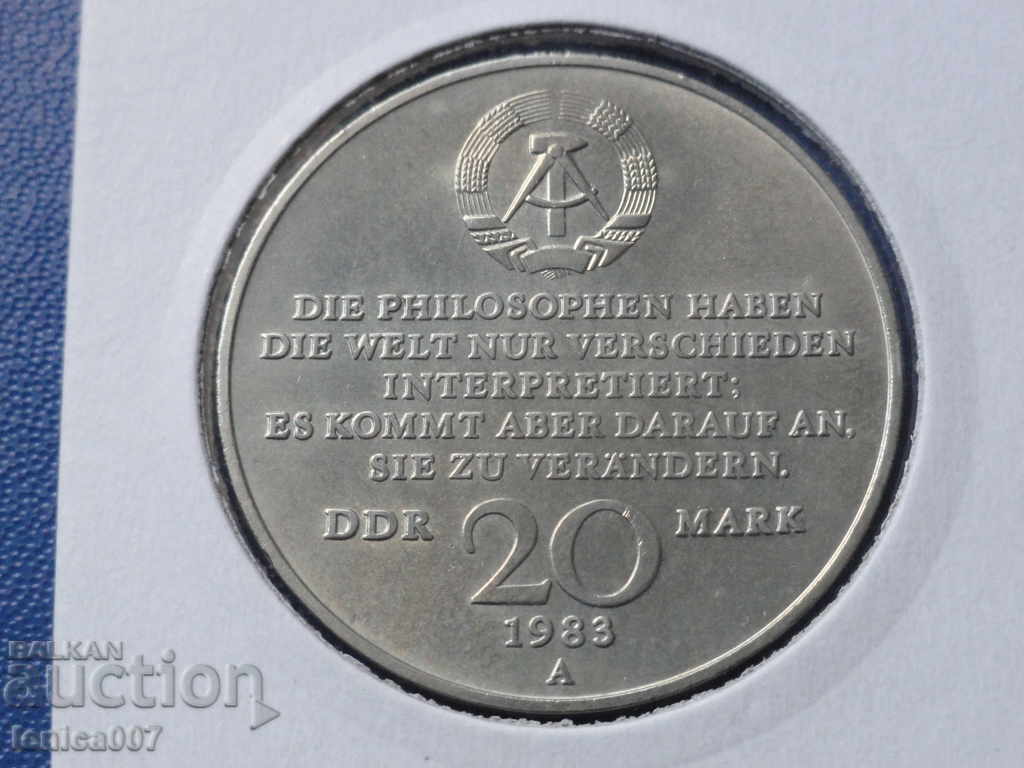 DIE PHILOSOPHEN HABEN
DIE WELT NUR VERSCHIEDEN
INTERPRETIERT;
ES KOMMT ABER DARAUF AN,
SIE ZU VERÄNDERN.
DDR 20 MARK
1983
A
BALKAN
auction
lenica007